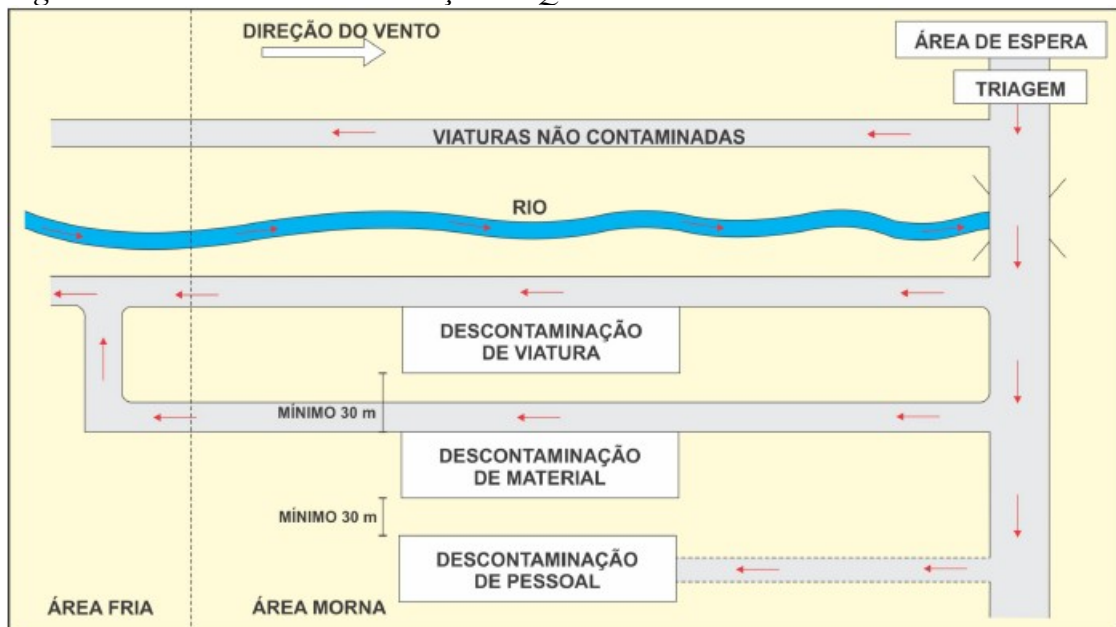 DIREÇÃO DO VENTO
ÁREA DE ESPERA
TRIAGEM
VIATURAS NÃO CONTAMINADAS
RIO
DESCONTAMINAÇÃO
DE VIATURA
MÍNIMO 30 m
DESCONTAMINAÇÃO
DE MATERIAL
MÍNIMO 30 m
DESCONTAMINAÇÃO
DE PESSOAL
ÁREA FRIA
ÁREA MORNA